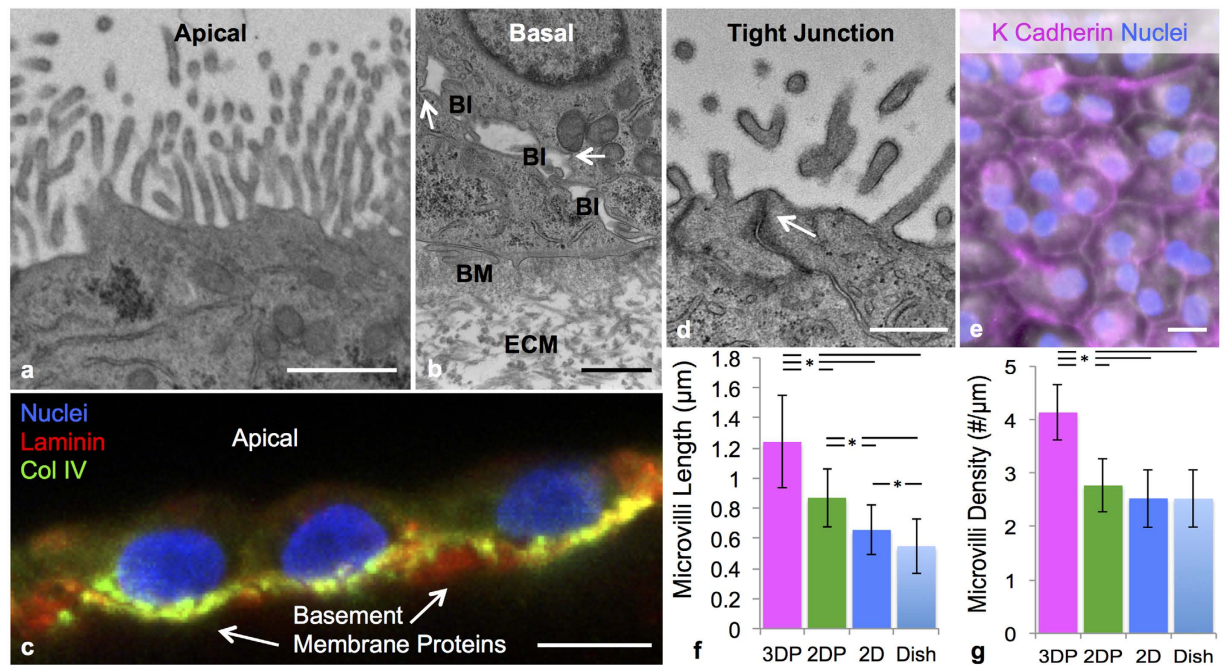 Apical
a
Basal
BI
BI
BI
BM
ECM
b
Tight Junction
d
K Cadherin Nuclei
e
Nuclei
Laminin
Col IV
Apical
Basement
Membrane Proteins
c
Microvilli Length (μm)
1.8
1.6
1.4
1.2
1
0.8
0.6
0.4
0.2
0
*
*
*
3DP 2DP 2D Dish
f
Microvilli Density (#/μm)
5
4
3
2
1
0
*
3DP 2DP 2D Dish
g